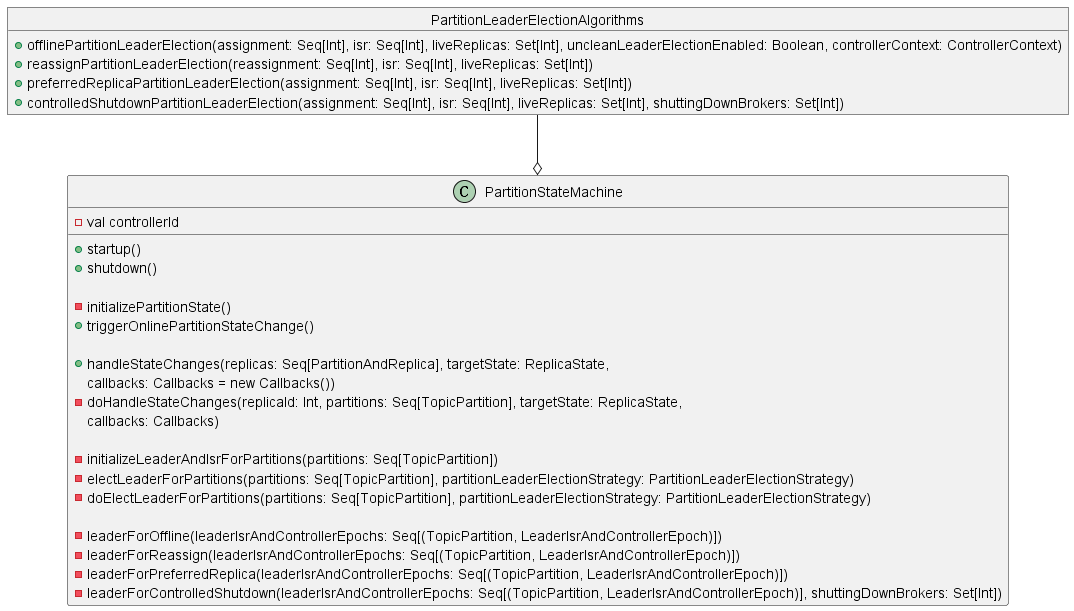 PartitionLeaderElectionAlgorithms
offlinePartitionLeaderElection(assignment: Seq[Int], isr: Seq[Int], liveReplicas: Set[Int], uncleanLeaderElectionEnabled: Boolean, controllerContext: ControllerContext)
reassignPartitionLeaderElection(reassignment: Seq[Int], isr: Seq[Int], liveReplicas: Set[Int])
preferredReplicaPartitionLeaderElection(assignment: Seq[Int], isr: Seq[Int], liveReplicas: Set[Int])
controlledShutdownPartitionLeaderElection(assignment: Seq[Int], isr: Seq[Int], liveReplicas: Set[Int], shuttingDownBrokers: Set[Int])
C PartitionStateMachine
val controllerId
startup()
shutdown()
initializePartitionState()
triggerOnlinePartitionStateChange()
handleStateChanges(replicas: Seq[PartitionAndReplica], targetState: ReplicaState,
callbacks: Callbacks = new Callbacks())
doHandleStateChanges(replicaId: Int, partitions: Seq[TopicPartition], targetState: ReplicaState,
callbacks: Callbacks)
initializeLeaderAndIsrForPartitions(partitions: Seq[TopicPartition])
electLeaderForPartitions(partitions: Seq[TopicPartition], partitionLeaderElectionStrategy: PartitionLeaderElectionStrategy)
doElectLeaderForPartitions(partitions: Seq[TopicPartition], partitionLeaderElectionStrategy: PartitionLeaderElectionStrategy)
leaderForOffline(leaderIsrAndControllerEpochs: Seq[(TopicPartition, LeaderIsrAndControllerEpoch)])
leaderForReassign(leaderIsrAndControllerEpochs: Seq[(TopicPartition, LeaderIsrAndControllerEpoch)])
leaderForPreferredReplica(leaderIsrAndControllerEpochs: Seq[(TopicPartition, LeaderIsrAndControllerEpoch)])
leaderForControlledShutdown(leaderIsrAndControllerEpochs: Seq[(TopicPartition, LeaderIsrAndControllerEpoch)], shuttingDownBrokers: Set[Int])